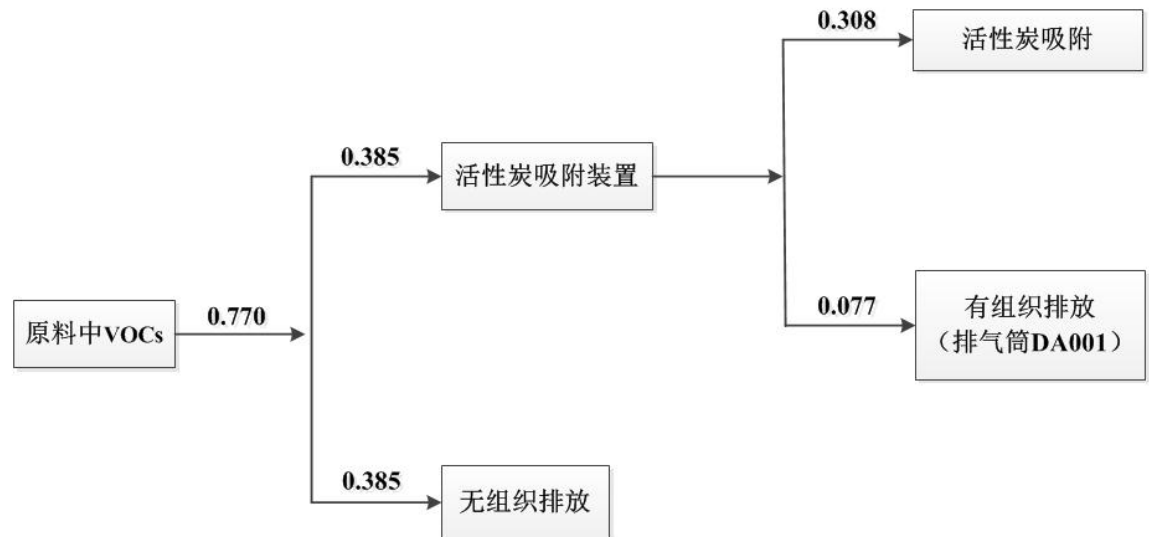 0.308
活性炭吸附
0.385
活性炭吸附装置
原料中VOCs
0.770
0.077
有组织排放
（排气筒DA001）
0.385
无组织排放